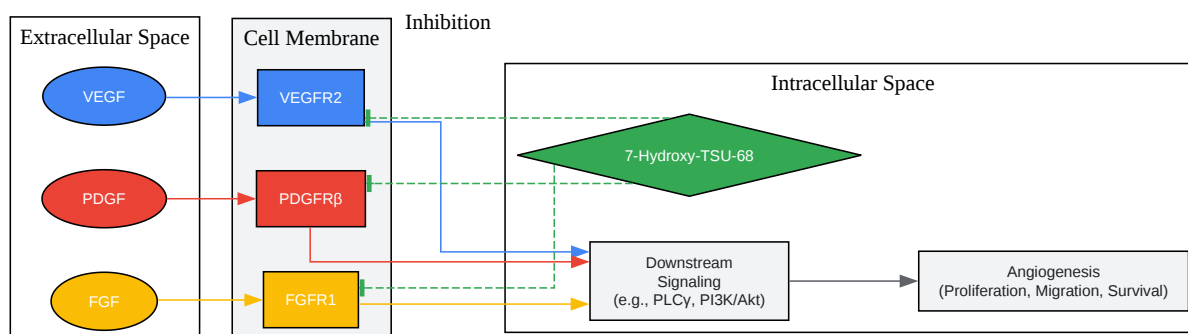 Inhibition
Extracellular Space
Cell Membrane
Intracellular Space
VEGF
VEGFR2
7-Hydroxy-TSU-68
PDGF
PDGFRβ
Downstream
Signaling
(e.g., PLCγ, PI3K/Akt)
Angiogenesis
(Proliferation, Migration, Survival)
FGF
FGFR1